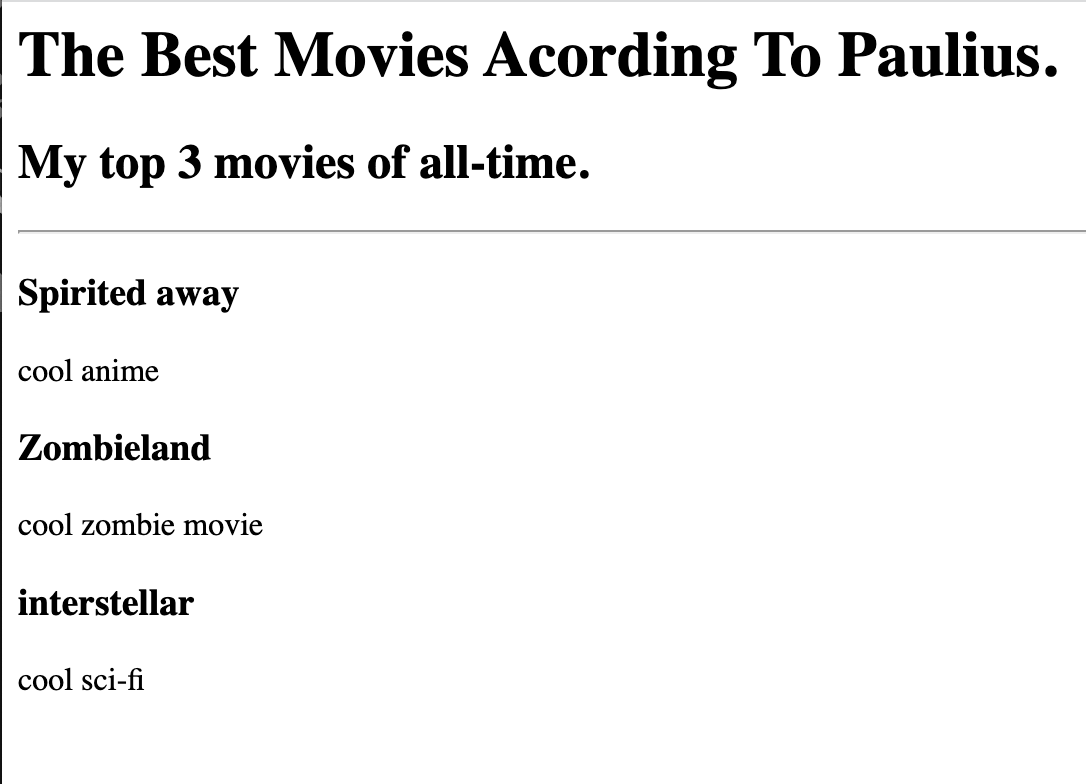 The Best Movies Acording To Paulius.
My top 3 movies of all-time.
Spirited away
cool anime
Zombieland
cool zombie movie
interstellar
cool sci-fi